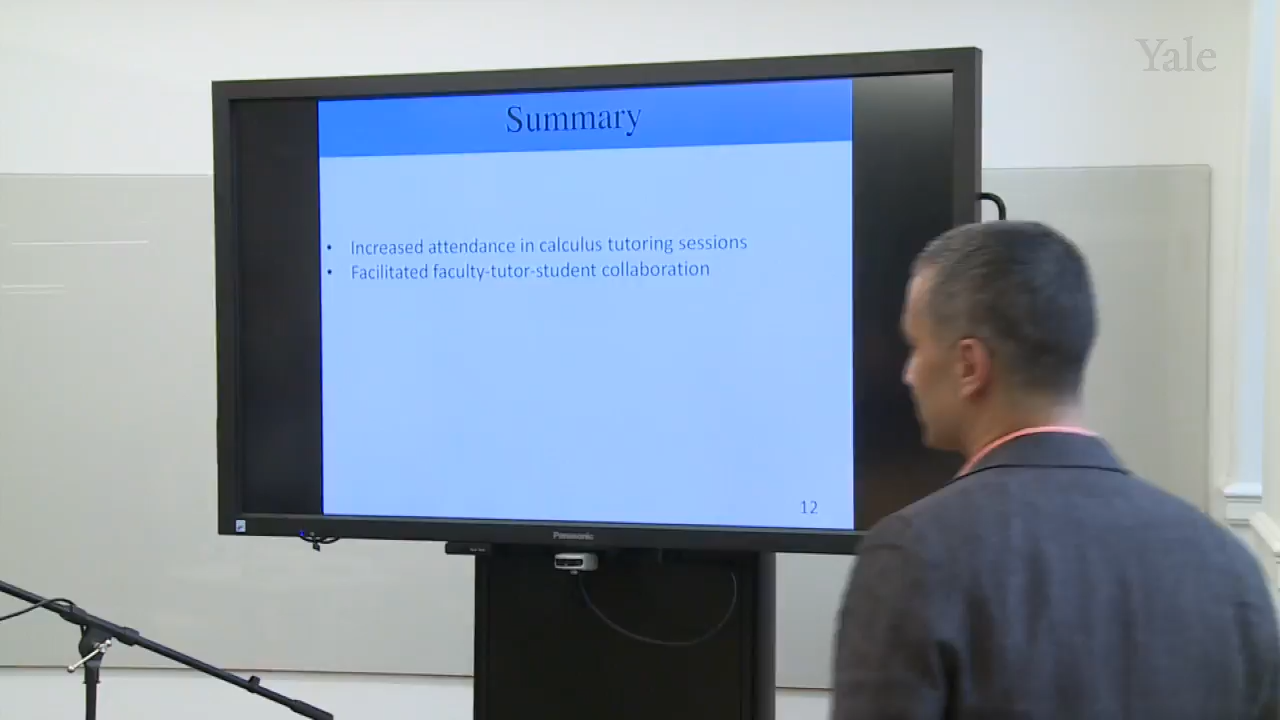 Yale
Summary
• Increased attendance in calculus tutoring sessions
• Facilitated faculty-tutor-student collaboration
12
Panasonic